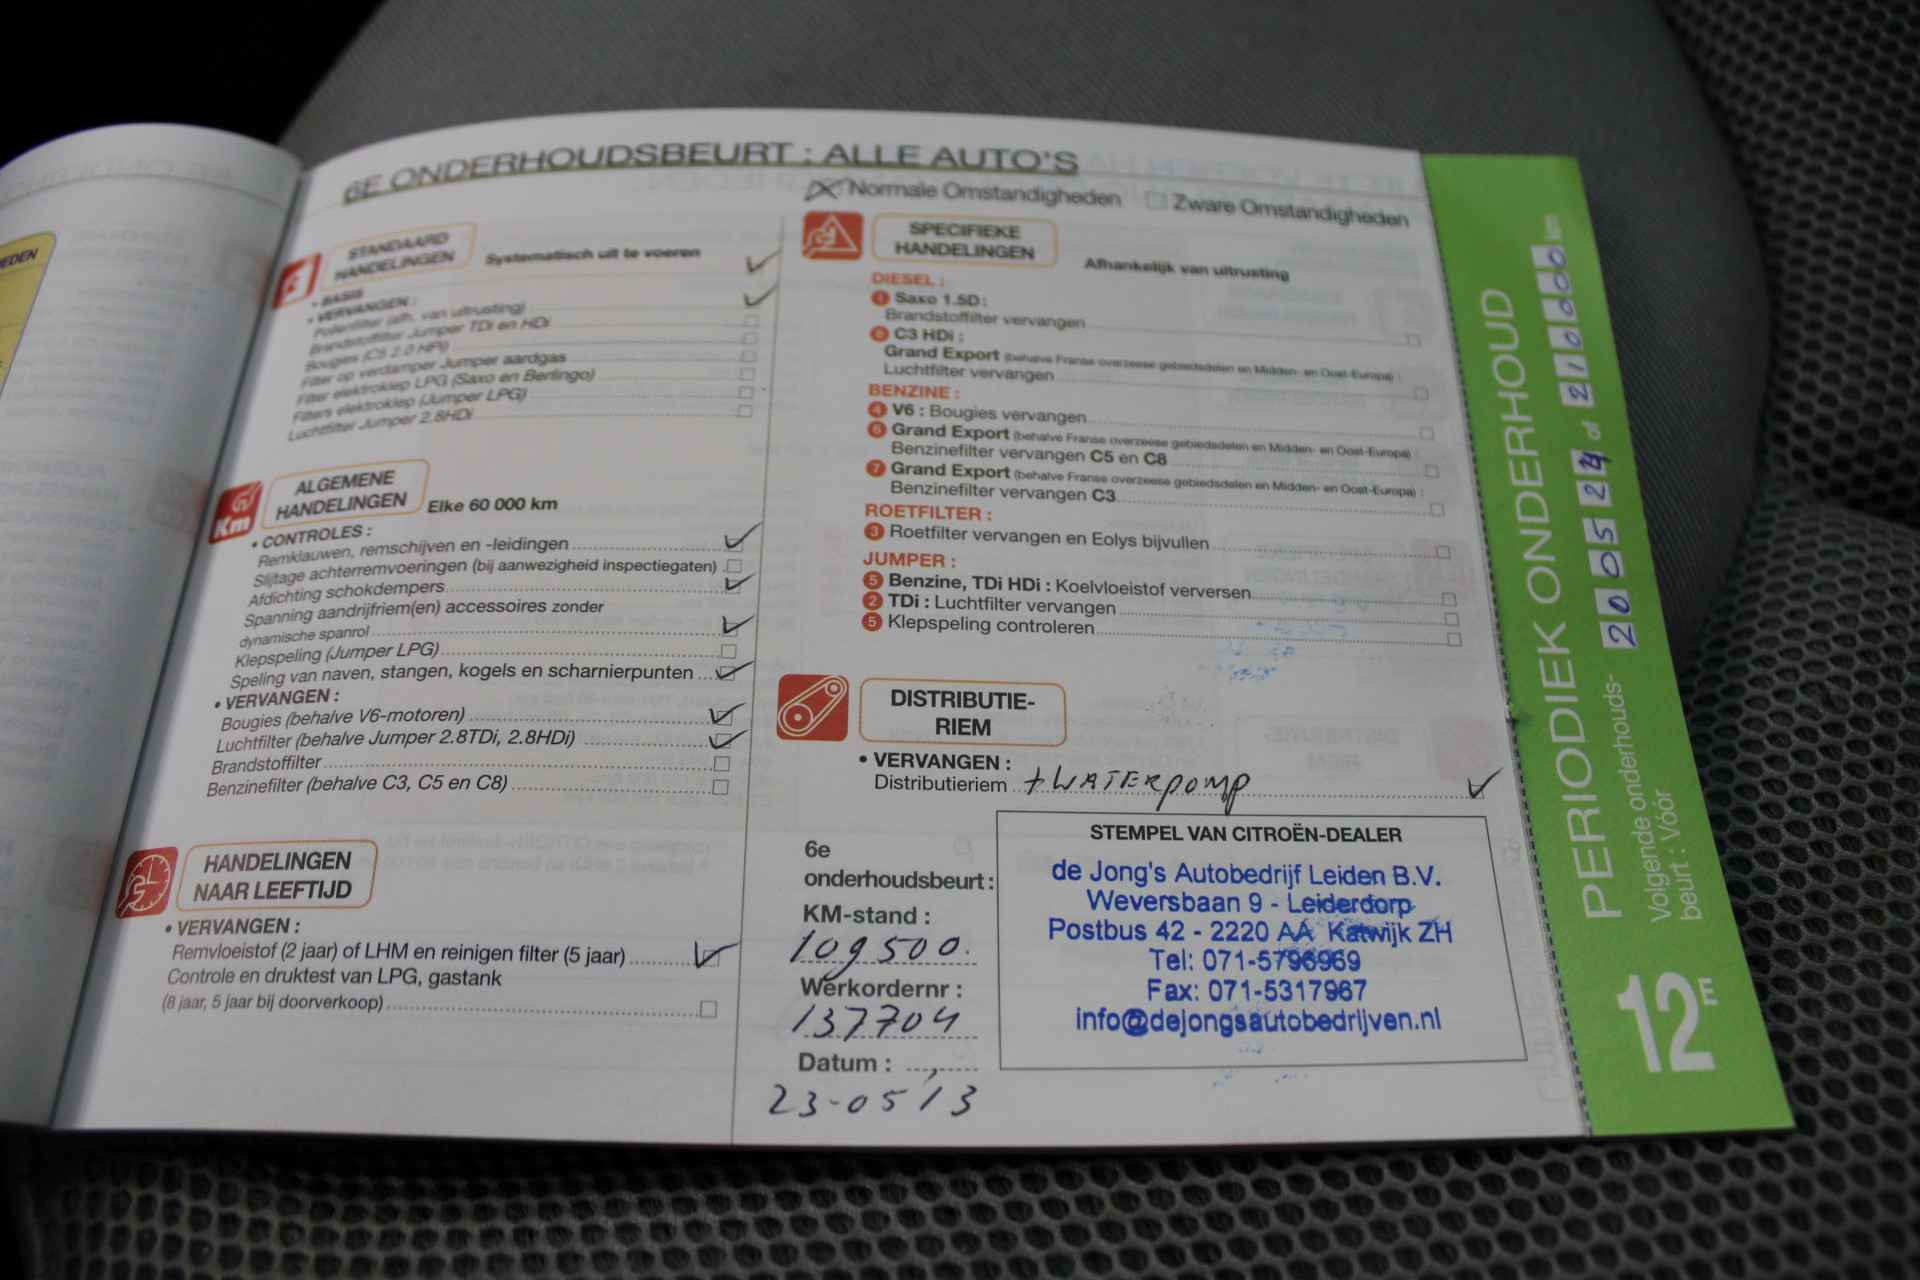 6E ONDERHOUDSBEURT : ALLE AUTO'S
Normale Omstandigheden
Zware Omstandigheden
STANDAARD
HANDELINGEN
Systematisch uit te voeren
• BASIS
• VERVANGEN :
Pollenfilter (afh. van uitrusting)
Brandstoffilter Jumper TDi en HDi
Bougies (C5 2.0 HPi)
Filter op verdamper Jumper aardgas
Filter elektroklep LPG (Saxo en Berlingo)
Filters elektroklep (Jumper LPG)
Luchtfilter Jumper 2.8HDi
Km
ALGEMENE
HANDELINGEN
Elke 60 000 km
• CONTROLES :
Remklauwen, remschijven en -leidingen
Slijtage achterremvoeringen (bij aanwezigheid inspectiegaten)
Afdichting schokdempers
Spanning aandrijfriem(en) accessoires zonder
dynamische spanrol
Klepspeling (Jumper LPG)
Speling van naven, stangen, kogels en scharnierpunten
• VERVANGEN :
Bougies (behalve V6-motoren)
Luchtfilter (behalve Jumper 2.8TDi, 2.8HDi)
Brandstoffilter
Benzinefilter (behalve C3, C5 en C8)
HANDELINGEN
NAAR LEEFTIJD
• VERVANGEN :
Remvloeistof (2 jaar) of LHM en reinigen filter (5 jaar)
Controle en druktest van LPG, gastank
(8 jaar, 5 jaar bij doorverkoop)
SPECIFIEKE
HANDELINGEN
Afhankelijk van uitrusting
DIESEL :
1 Saxo 1.5D :
Brandstoffilter vervangen
6 C3 HDi :
Grand Export (behalve Franse overzeese gebiedsdelen en Midden- en Oost-Europa) :
Luchtfilter vervangen
BENZINE :
4 V6 : Bougies vervangen
6 Grand Export (behalve Franse overzeese gebiedsdelen en Midden- en Oost-Europa) :
Benzinefilter vervangen C5 en C8
7 Grand Export (behalve Franse overzeese gebiedsdelen en Midden- en Oost-Europa) :
Benzinefilter vervangen C3
ROETFILTER :
3 Roetfilter vervangen en Eolys bijvullen
JUMPER :
5 Benzine, TDi HDi : Koelvloeistof verversen
2 TDi : Luchtfilter vervangen
5 Klepspeling controleren
DISTRIBUTIE-
RIEM
• VERVANGEN :
Distributieriem + WATERPOMP
6e
onderhoudsbeurt :
KM-stand :
109500.
Werkordernr :
137704
Datum :
23-05 13
STEMPEL VAN CITROËN-DEALER
de Jong's Autobedrijf Leiden B.V.
Weversbaan 9 - Leiderdorp
Postbus 42 - 2220 AA Katwijk ZH
Tel: 071-5796969
Fax: 071-5317967
info@dejongsautobedrijven.nl
PERIODIEK ONDERHOUD
Volgende onderhouds-
beurt : Vóór
20 05 24 of 210000 km
12E